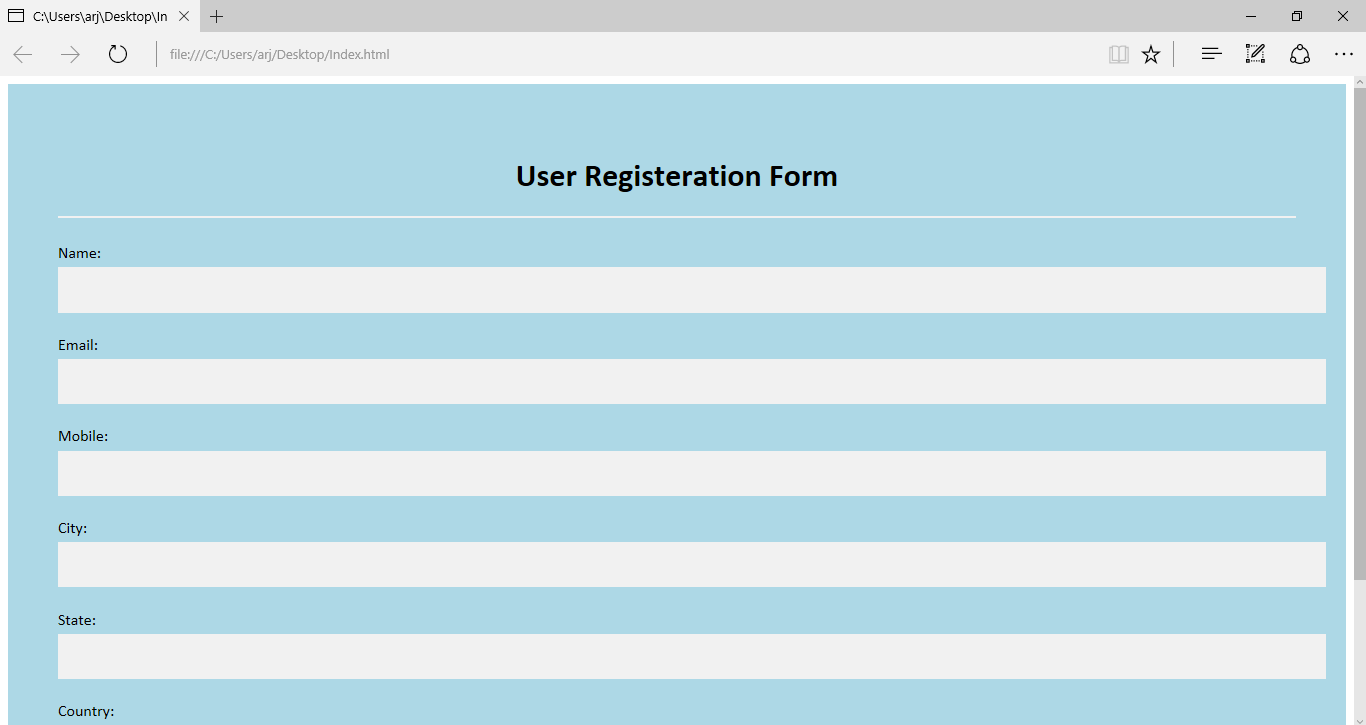 C:\Users\arj\Desktop\In
file:///C:/Users/arj/Desktop/Index.html
User Registeration Form
Name:
Email:
Mobile:
City:
State:
Country: